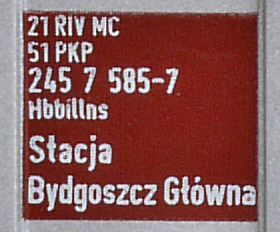 21 RIV MC
51 PKP
245 7 585-7
Hbbillns
Stacja
Bydgoszcz Główna